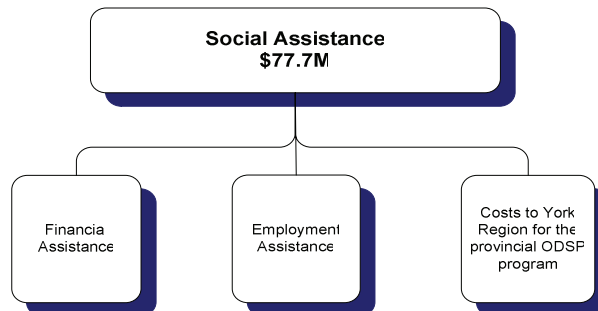 Social Assistance
$77.7M
Financia
Assistance
Employment
Assistance
Costs to York
Region for the
provincial ODSP
program